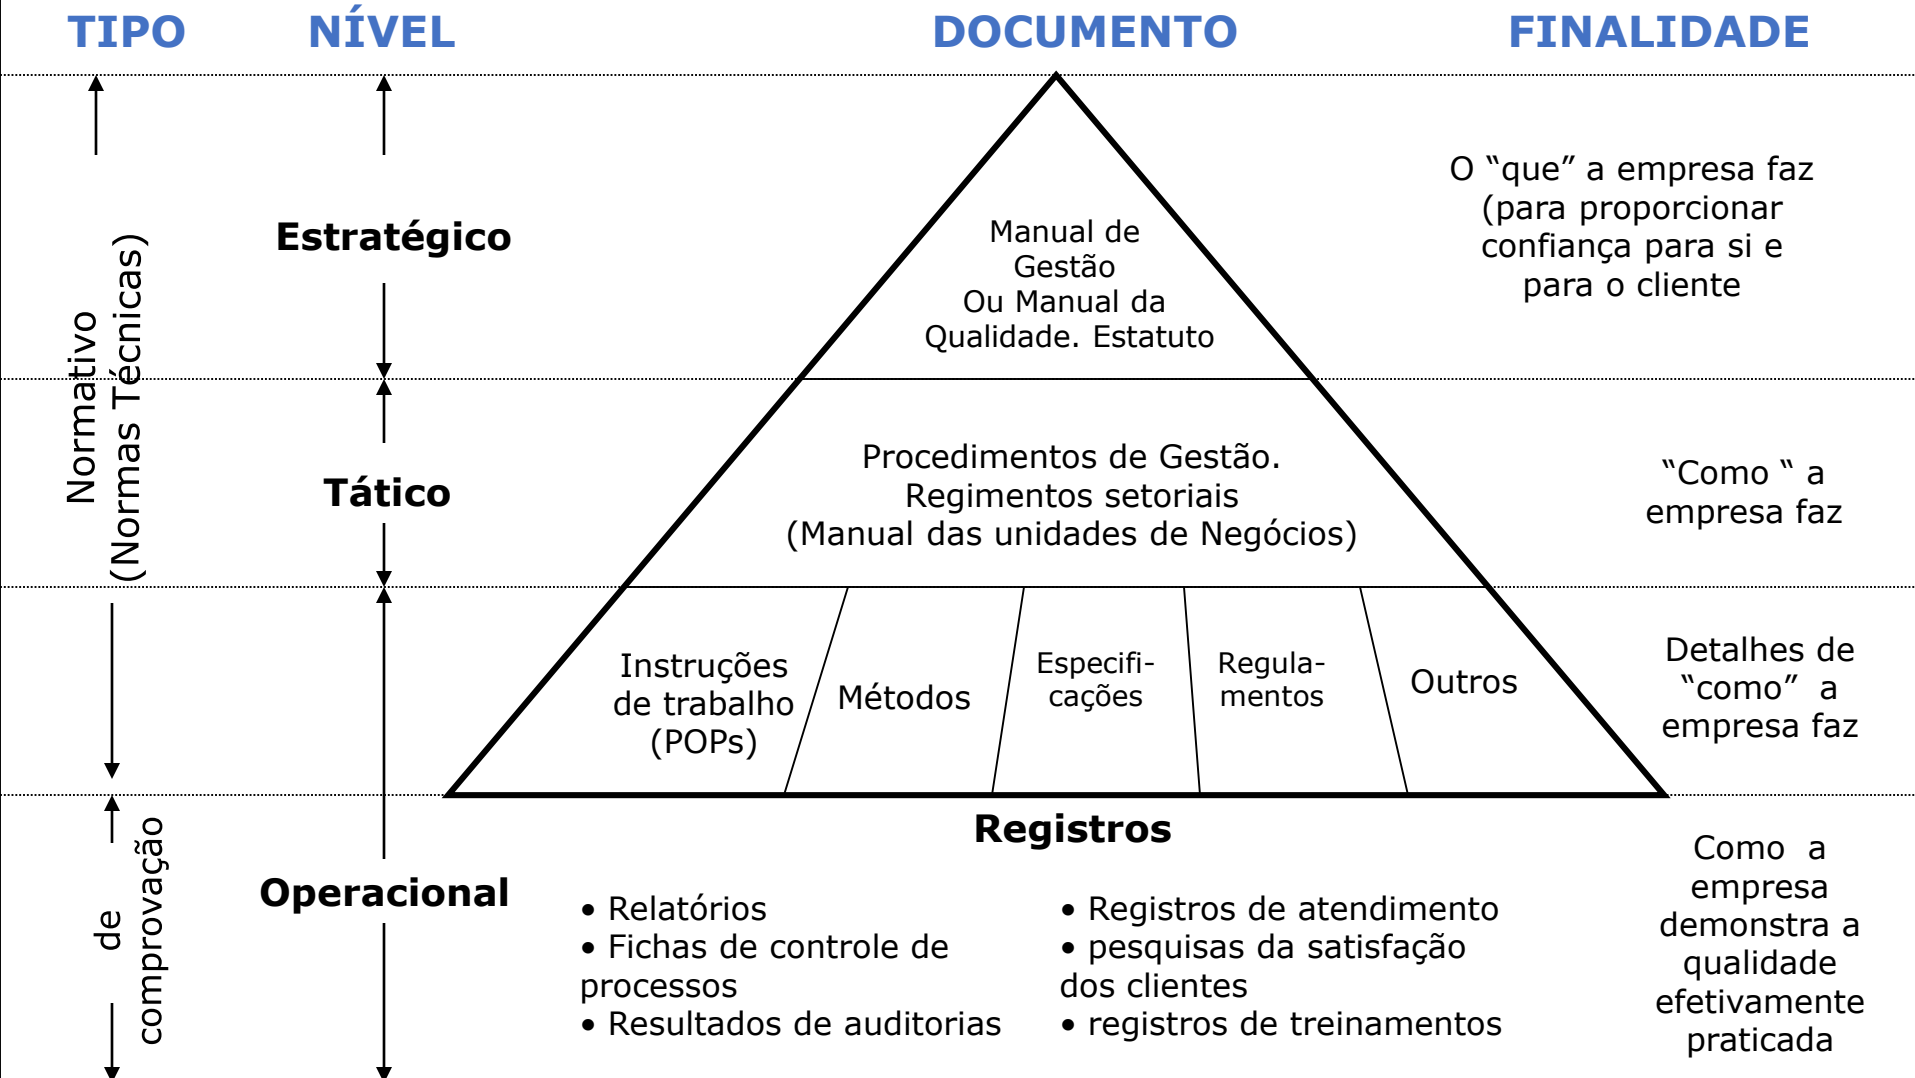 TIPO NÍVEL DOCUMENTO FINALIDADE
Normativo
(Normas Técnicas)
Estratégico
Manual de
Gestão
Ou Manual da
Qualidade. Estatuto
O “que” a empresa faz
(para proporcionar
confiança para si e
para o cliente
Tático
Procedimentos de Gestão.
Regimentos setoriais
(Manual das unidades de Negócios)
“Como “ a
empresa faz
Instruções
de trabalho
(POPs)
Métodos
Especifi-
cações
Regula-
mentos
Outros
Detalhes de
“como” a
empresa faz
de
comprovação
Operacional
Registros
• Relatórios
• Fichas de controle de
processos
• Resultados de auditorias
• Registros de atendimento
• pesquisas da satisfação
dos clientes
• registros de treinamentos
Como a
empresa
demonstra a
qualidade
efetivamente
praticada